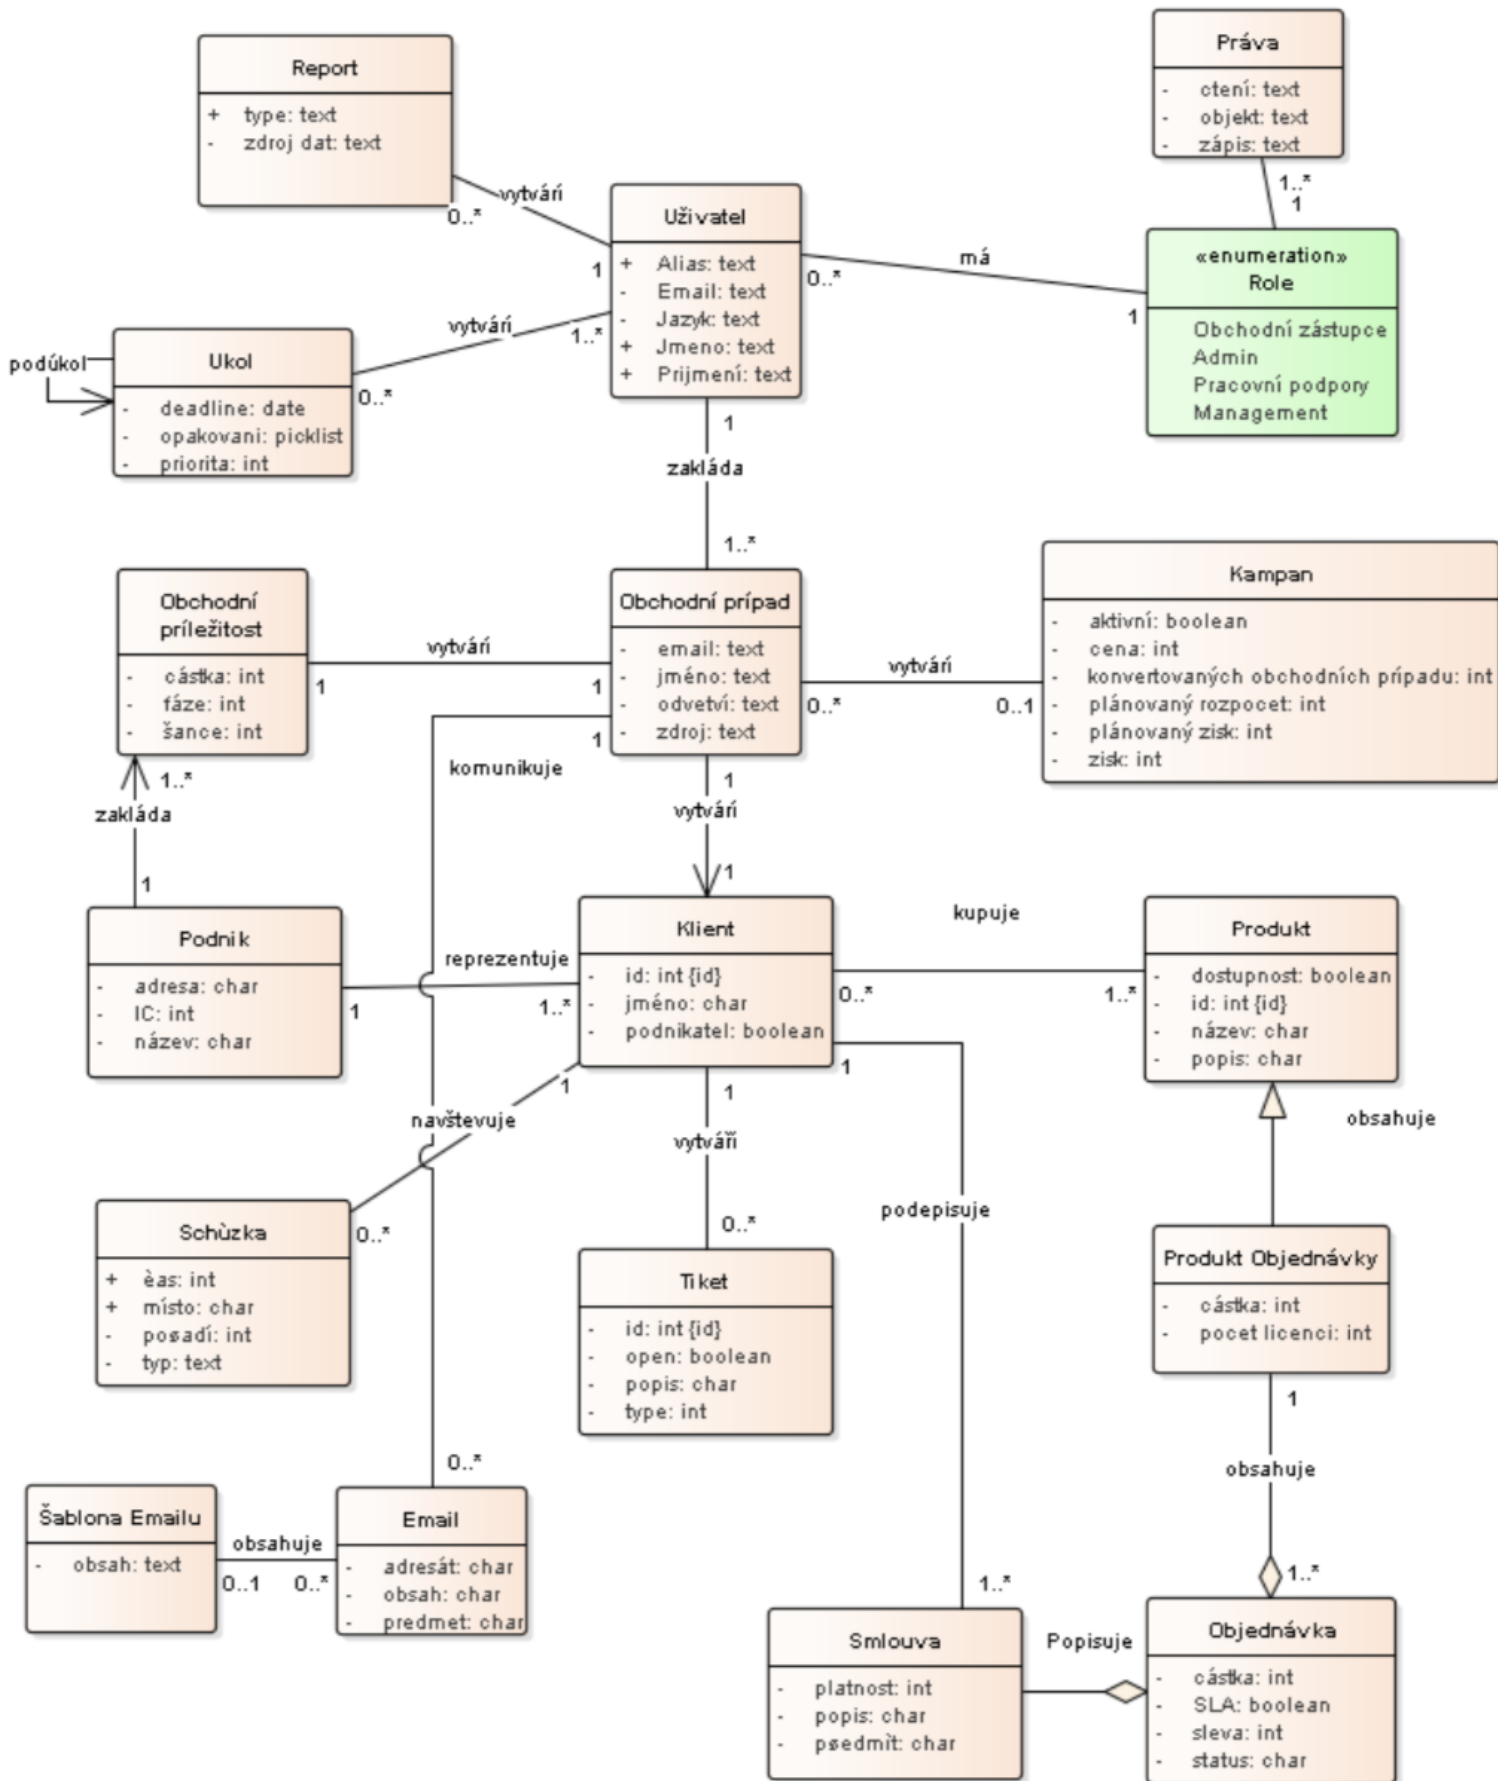 Report
+ type: text
- zdroj dat: text
Práva
- ctení: text
- objekt: text
- zápis: text
1..*
1
vytvárí
0..*
1
Uživatel
+ Alias: text
- Email: text
- Jazyk: text
+ Jmeno: text
+ Prijmení: text
má
0..*
1
«enumeration»
Role
Obchodní zástupce
Admin
Pracovní podpory
Management
vytvárí
1..*
0..*
podúkol
Ukol
- deadline: date
- opakovani: picklist
- priorita: int
1
zakláda
1..*
Obchodní
príležitost
- cástka: int
- fáze: int
- šance: int
vytvárí
1
1
Obchodní prípad
- email: text
- jméno: text
- odvetví: text
- zdroj: text
vytvárí
0..*
0..1
Kampan
- aktivní: boolean
- cena: int
- konvertovaných obchodních prípadu: int
- plánovaný rozpocet: int
- plánovaný zisk: int
- zisk: int
1..*
zakláda
1
1
komunikuje
1
vytvárí
1
Podnik
- adresa: char
- IC: int
- název: char
reprezentuje
1
1..*
Klient
- id: int {id}
- jméno: char
- podnikatel: boolean
kupuje
0..*
1..*
Produkt
- dostupnost: boolean
- id: int {id}
- název: char
- popis: char
1
navštevuje
0..*
1
vytváří
0..*
1
podepisuje
1..*
obsahuje
Schùzka
+ èas: int
+ místo: char
- poøadí: int
- typ: text
Tiket
- id: int {id}
- open: boolean
- popis: char
- type: int
Produkt Objednávky
- cástka: int
- pocet licenci: int
1
obsahuje
1..*
0..*
Šablona Emailu
- obsah: text
obsahuje
0..1
0..*
Email
- adresát: char
- obsah: char
- predmet: char
Smlouva
- platnost: int
- popis: char
- pøedmìt: char
Popisuje
Objednávka
- cástka: int
- SLA: boolean
- sleva: int
- status: char